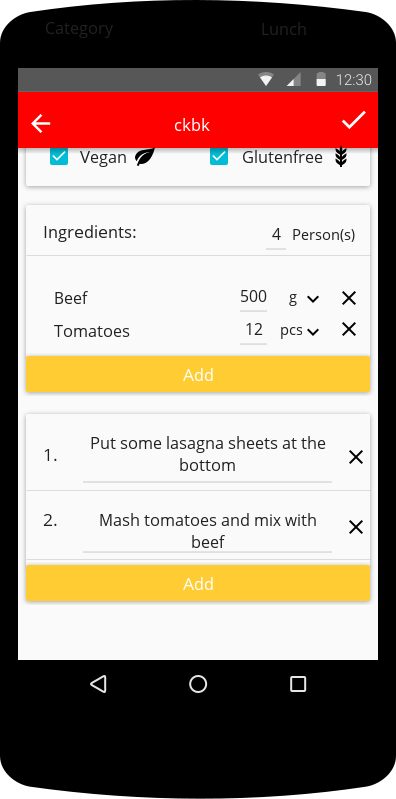 Category Lunch
12:30
ckbk
Vegan Glutenfree
Ingredients: 4 Person(s)
Beef 500 g
Tomatoes 12 pcs
Add
1. Put some lasagna sheets at the
bottom
2. Mash tomatoes and mix with
beef
Add